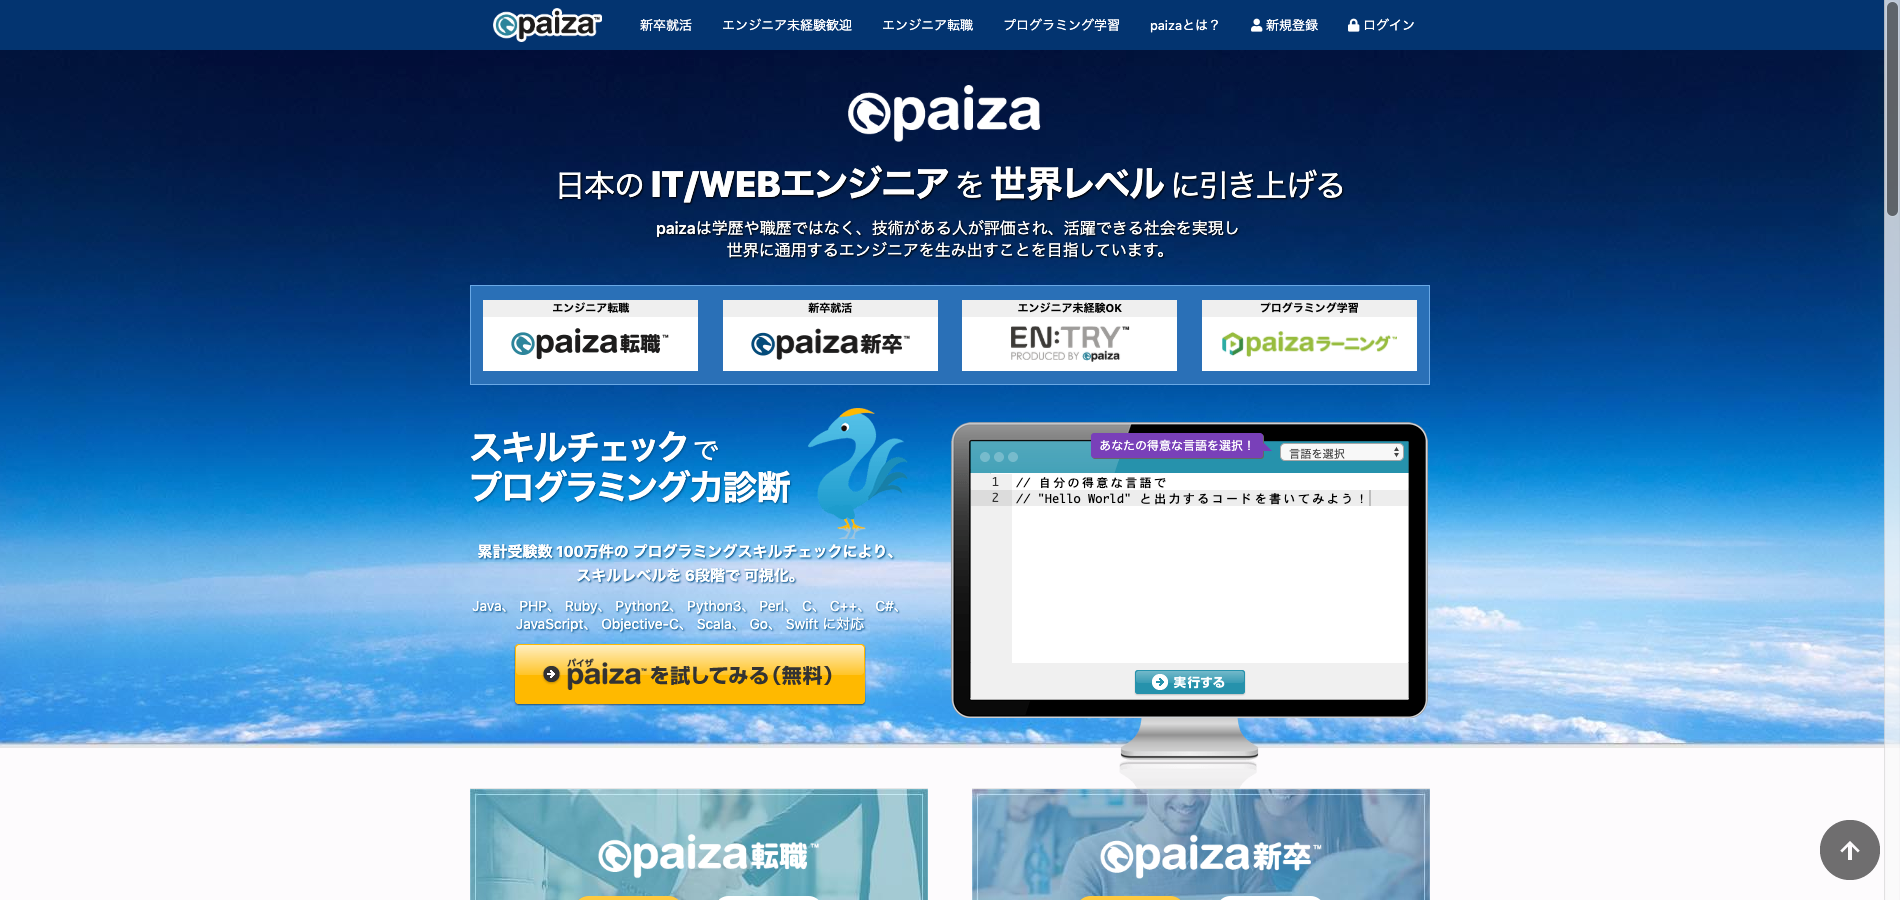 paiza™
新卒就活
エンジニア未経験歓迎
エンジニア転職
プログラミング学習
paizaとは？
新規登録
ログイン
paiza
日本の IT/WEBエンジニア を 世界レベル に引き上げる
paizaは学歴や職歴ではなく、技術がある人が評価され、活躍できる社会を実現し
世界に通用するエンジニアを生み出すことを目指しています。
エンジニア転職
paiza転職™
新卒就活
paiza新卒™
エンジニア未経験OK
EN:TRY™
PRODUCED BY paiza
プログラミング学習
paizaラーニング™
スキルチェックで
プログラミング力診断
累計受験数 100万件の プログラミングスキルチェックにより、
スキルレベルを 6段階で 可視化。
Java、 PHP、 Ruby、 Python2、 Python3、 Perl、 C、 C++、 C#、
JavaScript、 Objective-C、 Scala、 Go、 Swift に対応
パイザ
paiza™を試してみる（無料）
あなたの得意な言語を選択！
言語を選択
1 // 自分の得意な言語で
2 // "Hello World" と出力するコードを書いてみよう！
実行する
paiza転職™
paiza新卒™